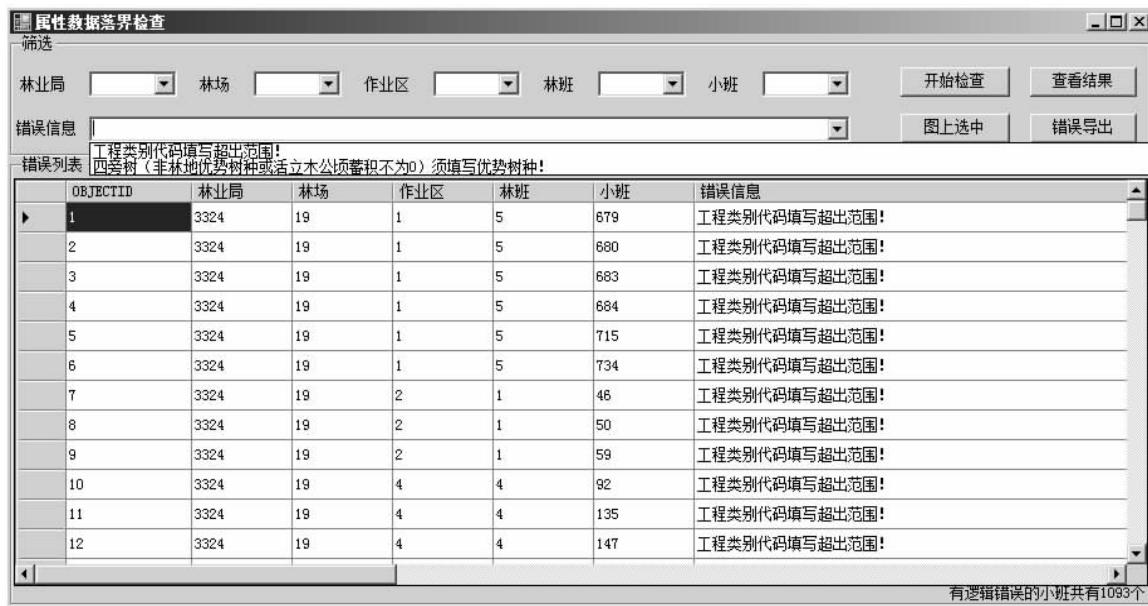 属性数据落界检查
筛选
林业局 林场 作业区 林班 小班 开始检查 查看结果
错误信息 图上选中 错误导出
工程类别代码填写超出范围!
错误列表 四旁树（非林地优势树种或活立木公顷蓄积不为0）须填写优势树种!
OBJECTID 林业局 林场 作业区 林班 小班 错误信息
1 3324 19 1 5 679 工程类别代码填写超出范围!
2 3324 19 1 5 680 工程类别代码填写超出范围!
3 3324 19 1 5 683 工程类别代码填写超出范围!
4 3324 19 1 5 684 工程类别代码填写超出范围!
5 3324 19 1 5 715 工程类别代码填写超出范围!
6 3324 19 1 5 734 工程类别代码填写超出范围!
7 3324 19 2 1 46 工程类别代码填写超出范围!
8 3324 19 2 1 50 工程类别代码填写超出范围!
9 3324 19 2 1 59 工程类别代码填写超出范围!
10 3324 19 4 4 92 工程类别代码填写超出范围!
11 3324 19 4 4 135 工程类别代码填写超出范围!
12 3324 19 4 4 147 工程类别代码填写超出范围!
有逻辑错误的小班共有1093个